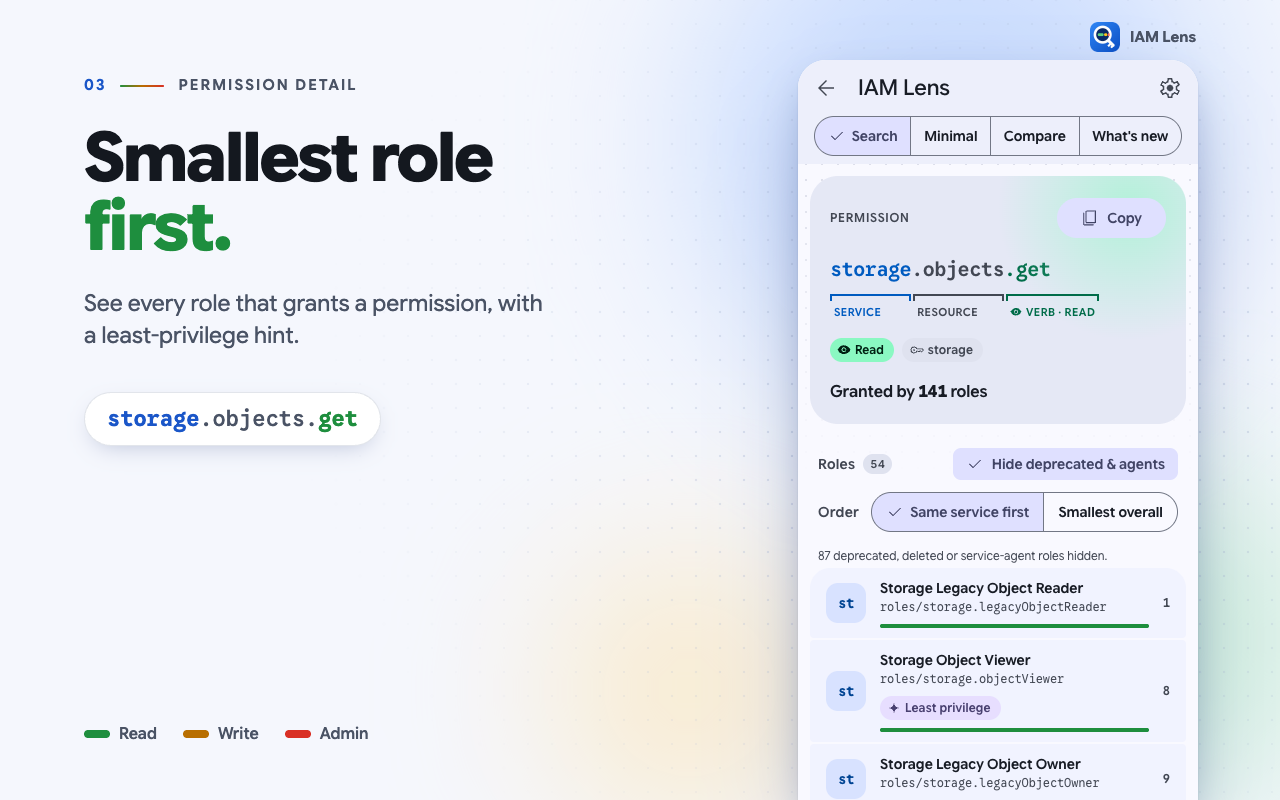 IAM Lens
03 PERMISSION DETAIL
Smallest role
first.
See every role that grants a permission, with
a least-privilege hint.
storage.objects.get
Read Write Admin
IAM Lens
Search Minimal Compare What's new
PERMISSION
Copy
storage.objects.get
SERVICE RESOURCE VERB · READ
Read storage
Granted by 141 roles
Roles 54 Hide deprecated & agents
Order Same service first Smallest overall
87 deprecated, deleted or service-agent roles hidden.
st Storage Legacy Object Reader
roles/storage.legacyObjectReader
1
Storage Object Viewer
roles/storage.objectViewer
st 8
Least privilege
Storage Legacy Object Owner
st roles/storage.legacyObjectOwner 9